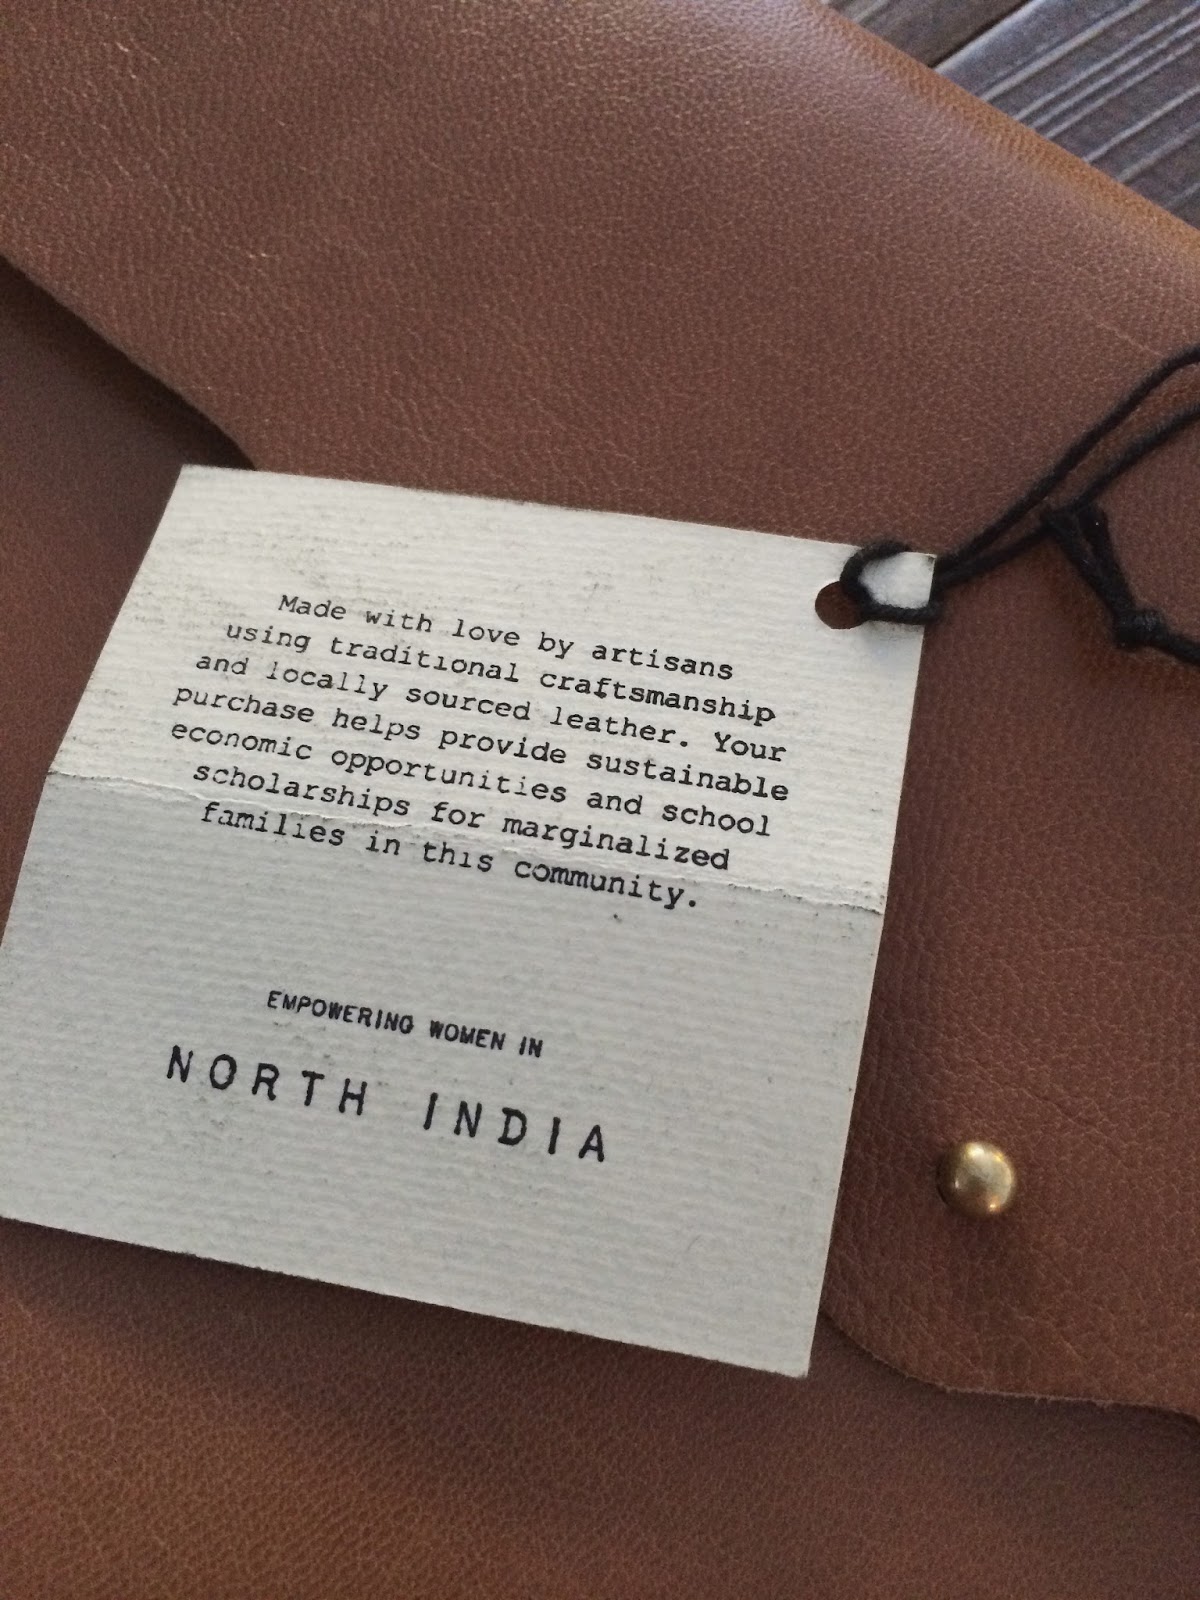 Made with love by artisans
using traditional craftsmanship
and locally sourced leather. Your
purchase helps provide sustainable
economic opportunities and school
scholarships for marginalized
families in this community.
EMPOWERING WOMEN IN
NORTH INDIA